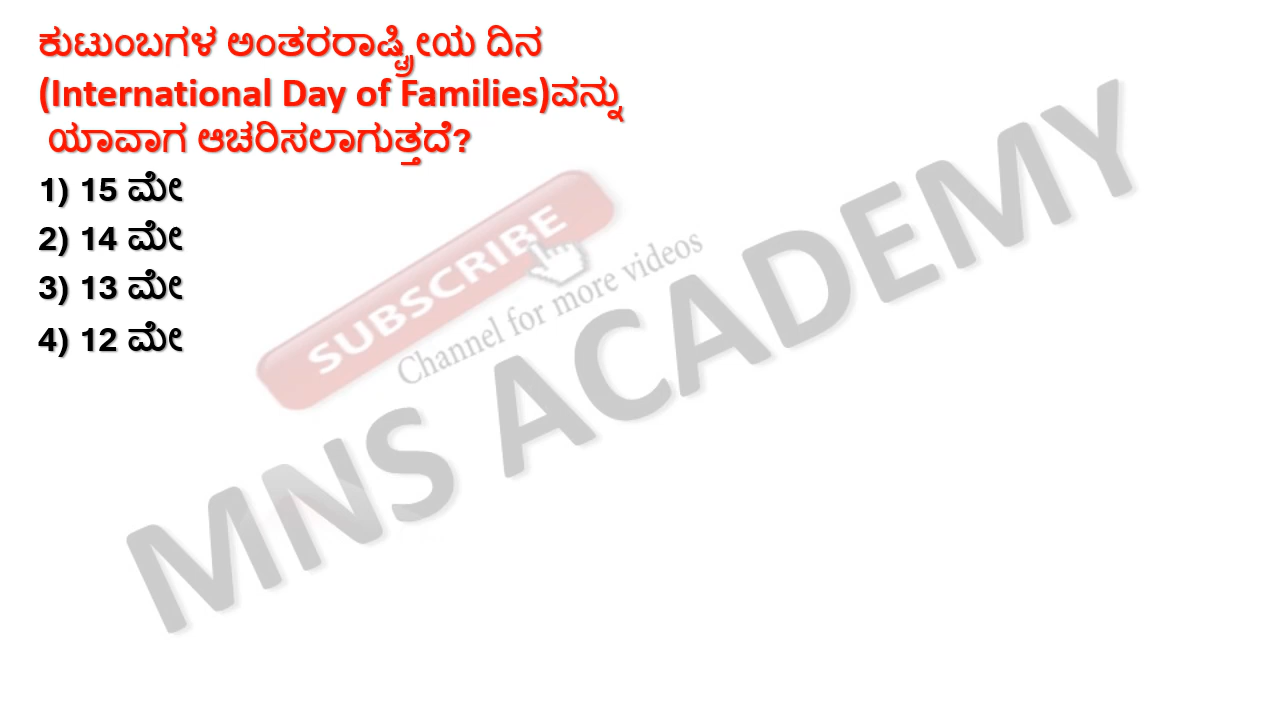 ಕುಟುಂಬಗಳ ಅಂತರರಾಷ್ಟ್ರೀಯ ದಿನ
(International Day of Families)ವನ್ನು
ಯಾವಾಗ ಆಚರಿಸಲಾಗುತ್ತದೆ?
1) 15 ಮೇ
2) 14 ಮೇ
3) 13 ಮೇ
4) 12 ಮೇ
SUBSCRIBE
Channel for more videos
MNS ACADEMY